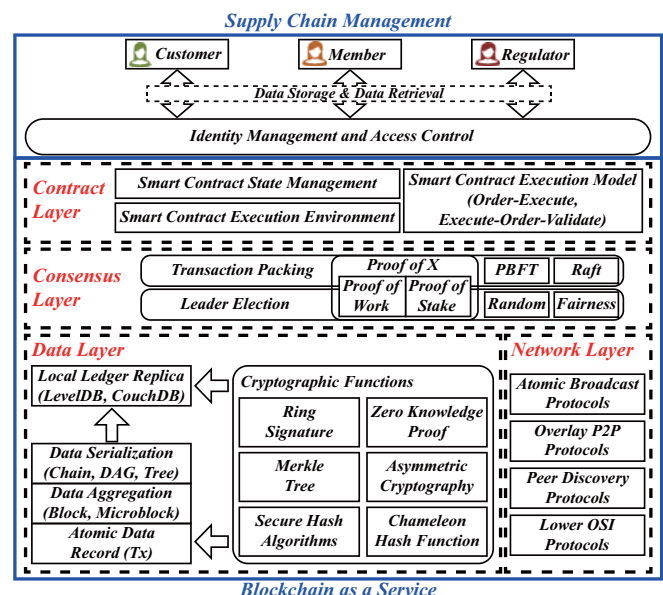 Supply Chain Management
Customer
Member
Regulator
Data Storage & Data Retrieval
Identity Management and Access Control
Contract
Layer
Smart Contract State Management
Smart Contract Execution Environment
Smart Contract Execution Model
(Order-Execute,
Execute-Order-Validate)
Consensus
Layer
Transaction Packing
Leader Election
Proof of X
Proof of
Work
Proof of
Stake
PBFT
Raft
Random
Fairness
Data Layer
Local Ledger Replica
(LevelDB, CouchDB)
Data Serialization
(Chain, DAG, Tree)
Data Aggregation
(Block, Microblock)
Atomic Data
Record (Tx)
Cryptographic Functions
Ring
Signature
Zero Knowledge
Proof
Merkle
Tree
Asymmetric
Cryptography
Secure Hash
Algorithms
Chameleon
Hash Function
Network Layer
Atomic Broadcast
Protocols
Overlay P2P
Protocols
Peer Discovery
Protocols
Lower OSI
Protocols
Blockchain as a Service